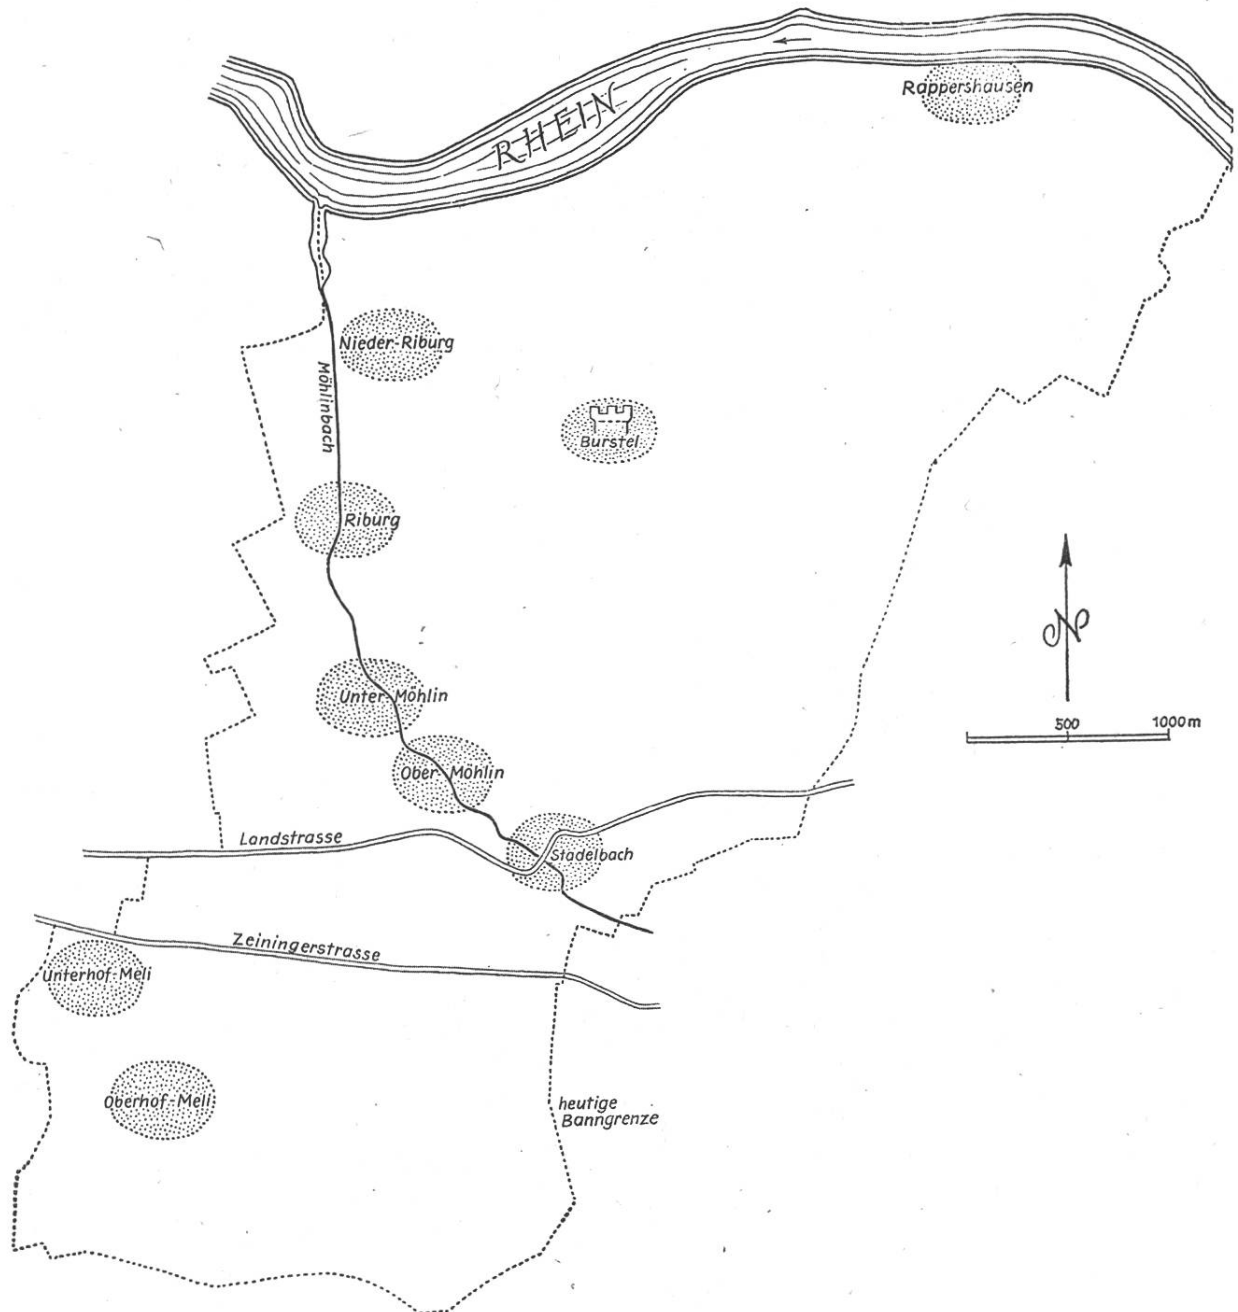 Rappershausen
RHEIN
Nieder-Riburg
Möhlinbach
Burstel
Riburg
N
Unter-Möhlin
500
1000m
Ober-Möhlin
Landstrasse
Stadelbach
Zeiningerstrasse
Unterhof-Meli
Oberhof-Meli
heutige
Banngrenze